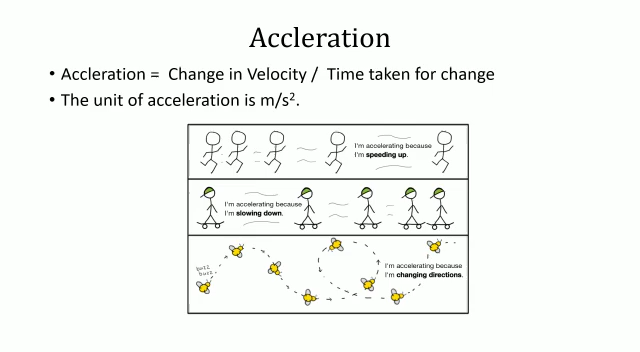 Accleration
• Accleration =  Change in Velocity /  Time taken for change
• The unit of acceleration is m/s².
I'm accelerating because
I'm speeding up.
I'm accelerating because
I'm slowing down.
buzz
buzz
I'm accelerating because
I'm changing directions.